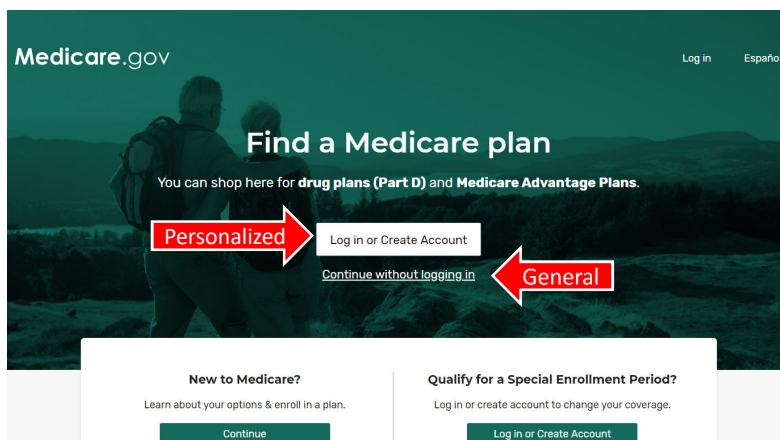 Medicare.gov
Log in
Españo
Find a Medicare plan
You can shop here for drug plans (Part D) and Medicare Advantage Plans.
Personalized
Log in or Create Account
Continue without logging in
General
New to Medicare?
Learn about your options & enroll in a plan.
Continue
Qualify for a Special Enrollment Period?
Log in or create account to change your coverage.
Log in or Create Account